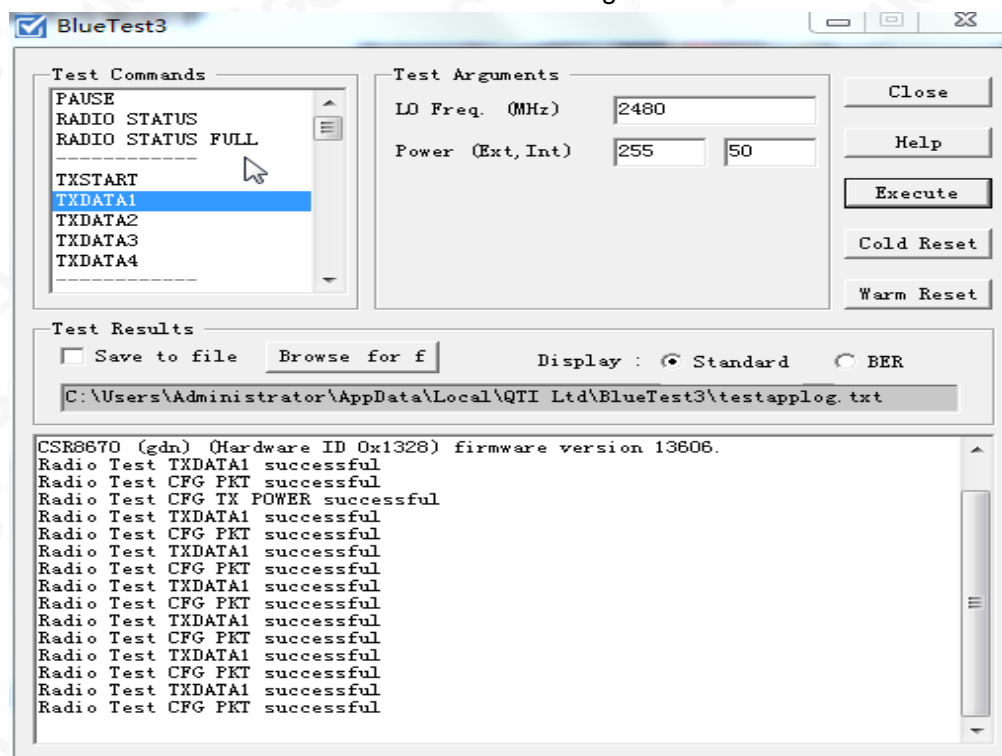 BlueTest3
Test Commands
PAUSE
RADIO STATUS
RADIO STATUS FULL
-------------
TXSTART
TXDATA1
TXDATA2
TXDATA3
TXDATA4
-------------
Test Arguments
LO Freq. (MHz) 2480
Power (Ext,Int) 255 50
Close
Help
Execute
Cold Reset
Warm Reset
Test Results
Save to file Browse for f Display : Standard BER
C:\Users\Administrator\AppData\Local\QTI Ltd\BlueTest3\testapplog.txt
CSR8670 (gdn) (Hardware ID 0x1328) firmware version 13606.
Radio Test TXDATA1 successful
Radio Test CFG PKT successful
Radio Test CFG TX POWER successful
Radio Test TXDATA1 successful
Radio Test CFG PKT successful
Radio Test TXDATA1 successful
Radio Test CFG PKT successful
Radio Test TXDATA1 successful
Radio Test CFG PKT successful
Radio Test TXDATA1 successful
Radio Test CFG PKT successful
Radio Test TXDATA1 successful
Radio Test CFG PKT successful
Radio Test TXDATA1 successful
Radio Test CFG PKT successful